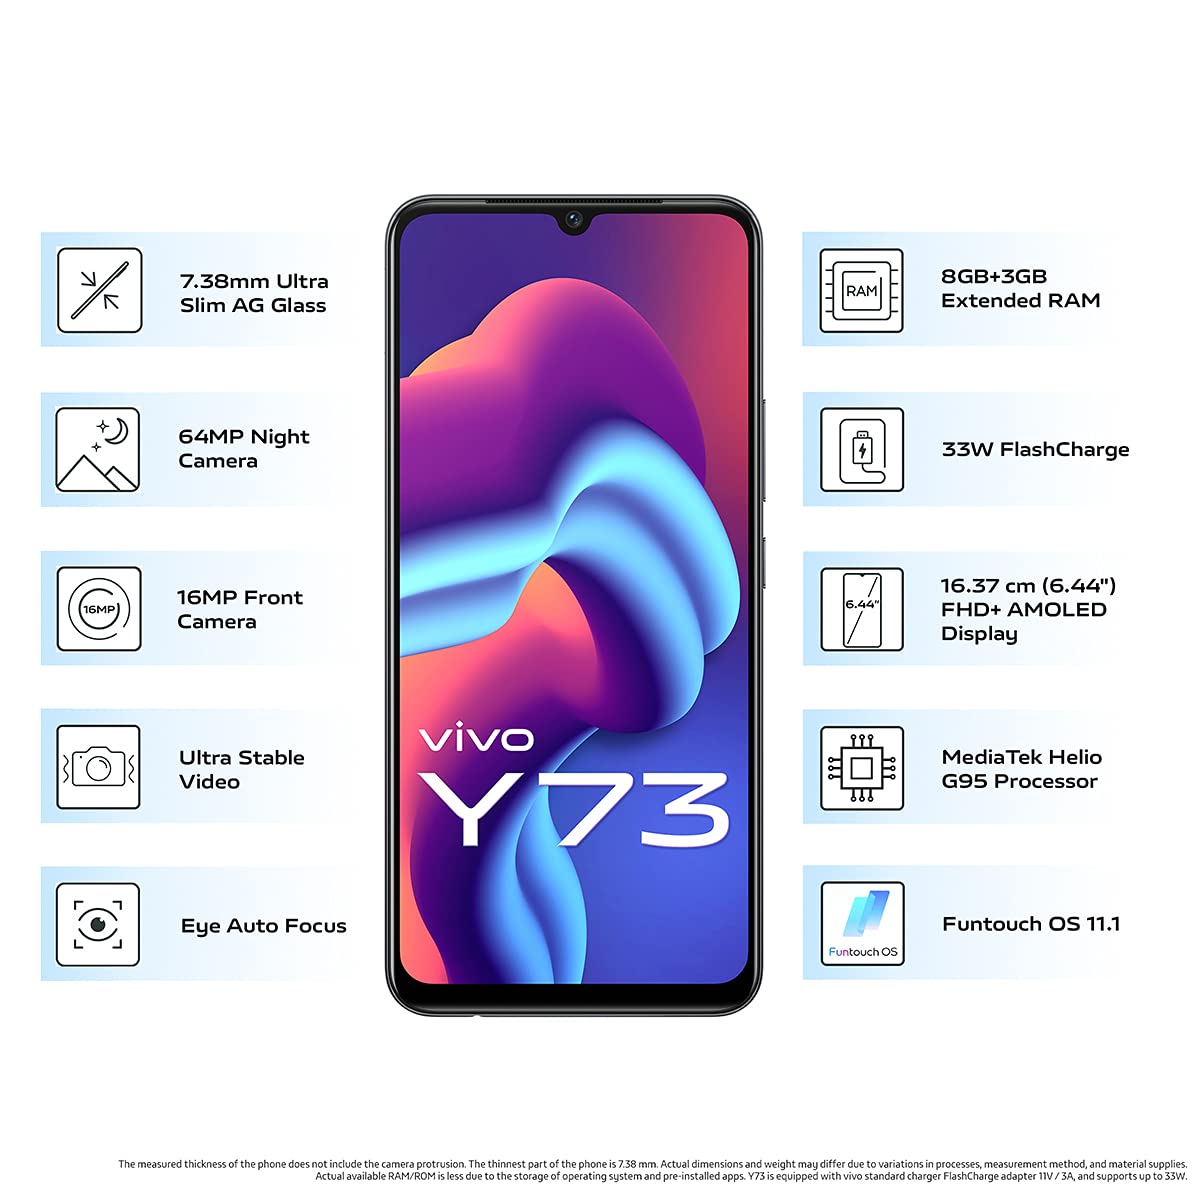 7.38mm Ultra
Slim AG Glass
64MP Night
Camera
16MP
16MP Front
Camera
Ultra Stable
Video
Eye Auto Focus
vivo
Y73
RAM
8GB+3GB
Extended RAM
33W FlashCharge
6.44"
16.37 cm (6.44")
FHD+ AMOLED
Display
MediaTek Helio
G95 Processor
Funtouch OS
Funtouch OS 11.1
The measured thickness of the phone does not include the camera protrusion. The thinnest part of the phone is 7.38 mm. Actual dimensions and weight may differ due to variations in processes, measurement method, and material supplies.
Actual available RAM/ROM is less due to the storage of operating system and pre-installed apps. Y73 is equipped with vivo standard charger FlashCharge adapter 11V / 3A, and supports up to 33W.